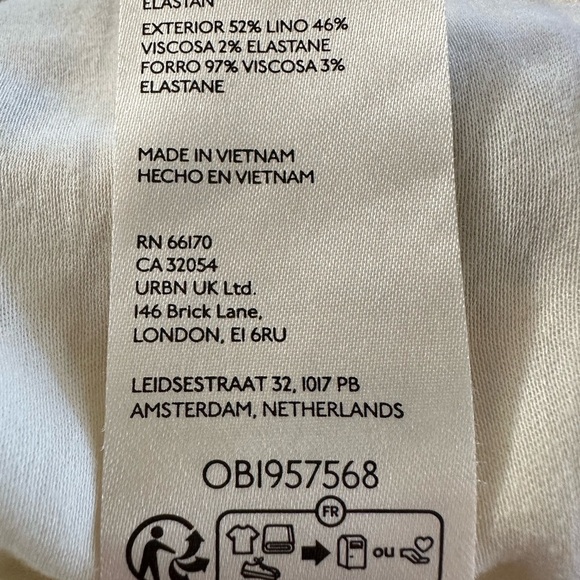 ELASTAN
EXTERIOR 52% LINO 46%
VISCOSA 2% ELASTANE
FORRO 97% VISCOSA 3%
ELASTANE
MADE IN VIETNAM
HECHO EN VIETNAM
RN 66170
CA 32054
URBN UK Ltd.
146 Brick Lane,
LONDON, E1 6RU
LEIDSESTRAAT 32, 1017 PB
AMSTERDAM, NETHERLANDS
OB1957568
FR
ou